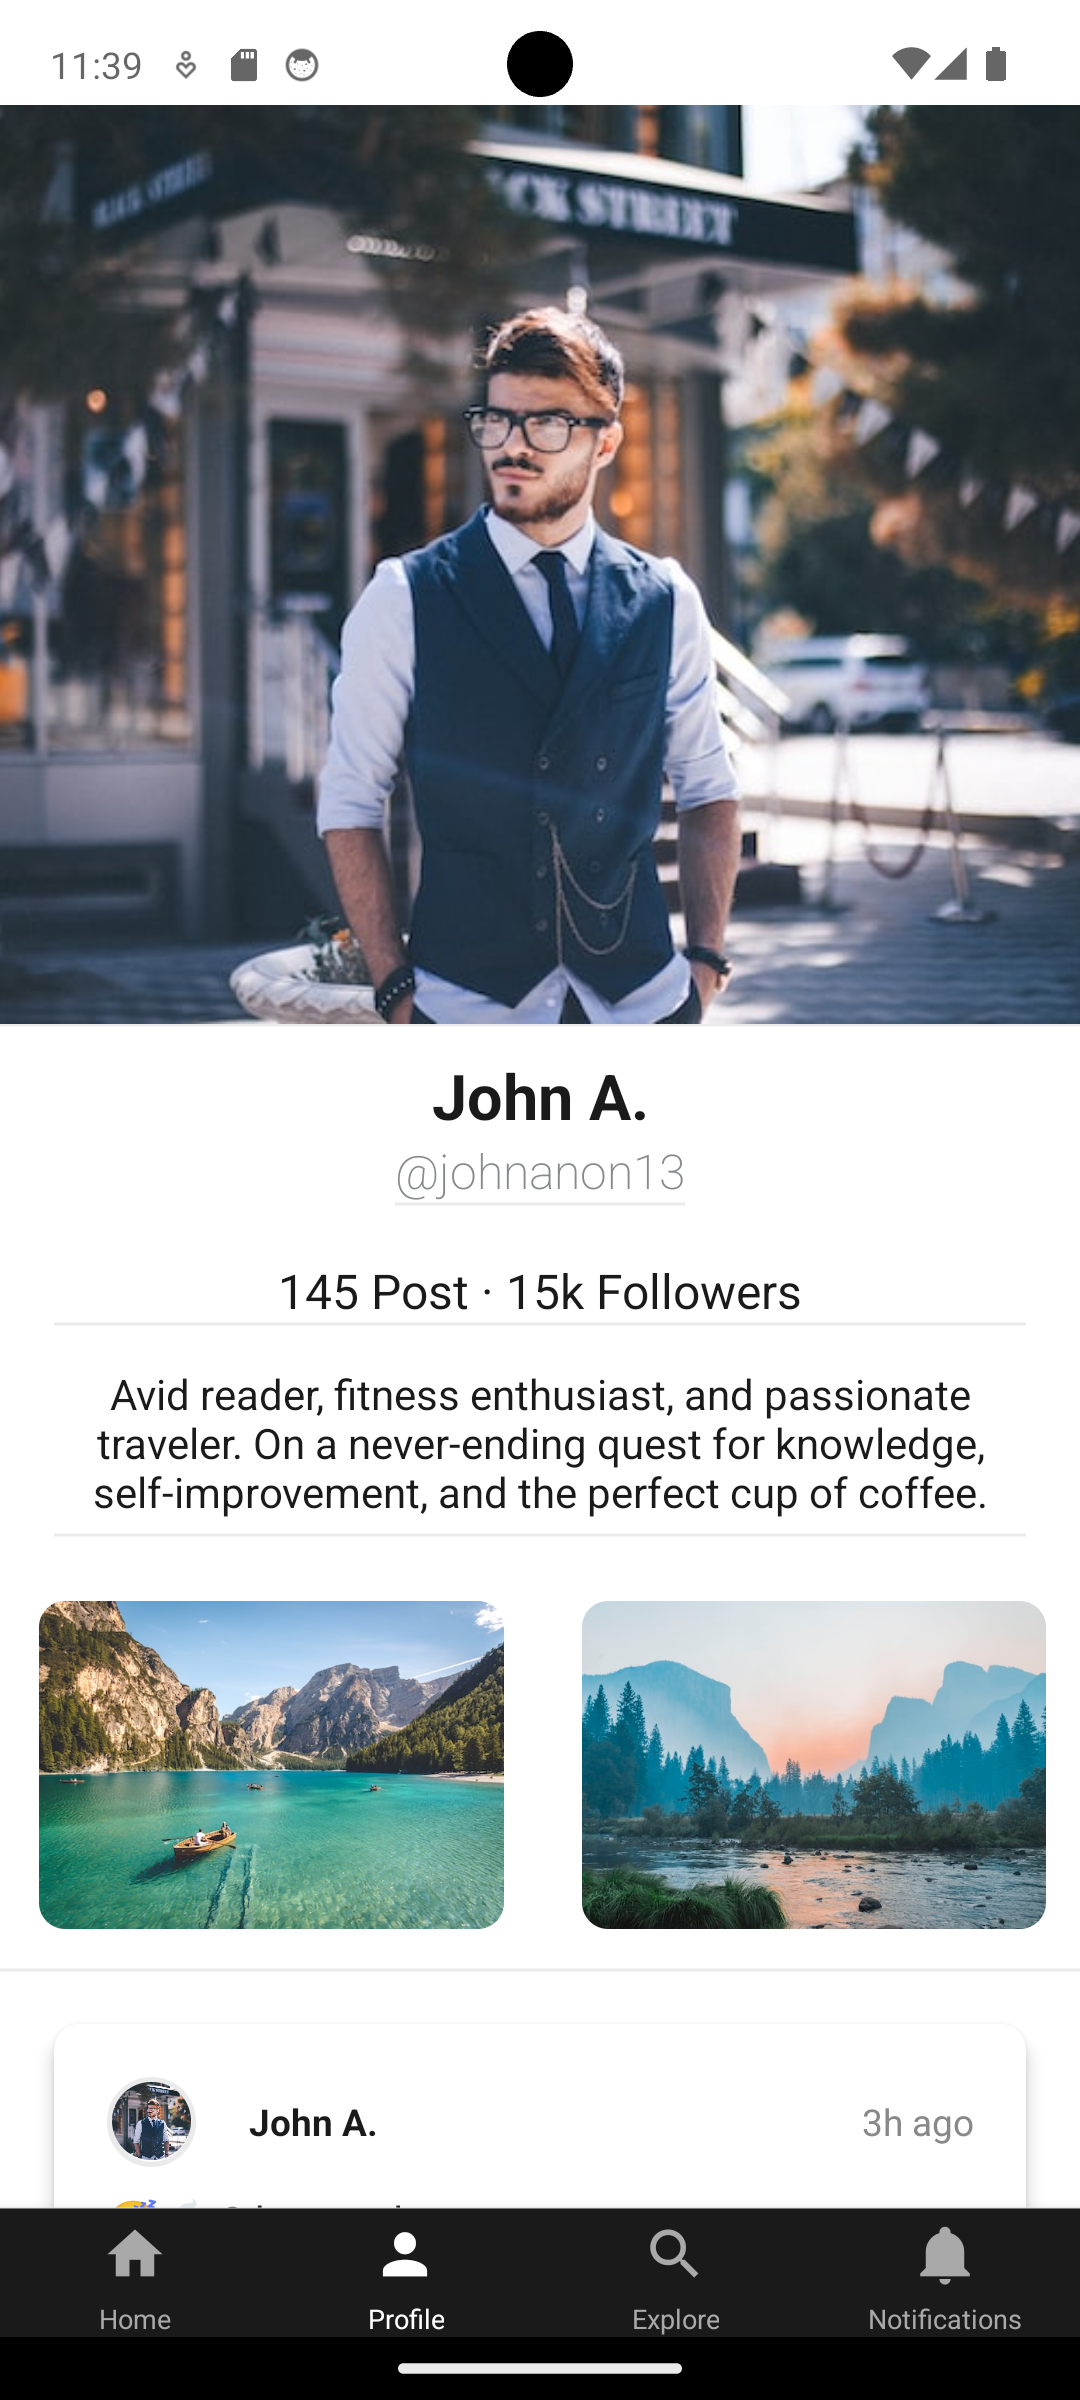 11:39
CK STREET
John A.
@johnanon13
145 Post · 15k Followers
Avid reader, fitness enthusiast, and passionate
traveler. On a never-ending quest for knowledge,
self-improvement, and the perfect cup of coffee.
John A.
3h ago
Home
Profile
Explore
Notifications